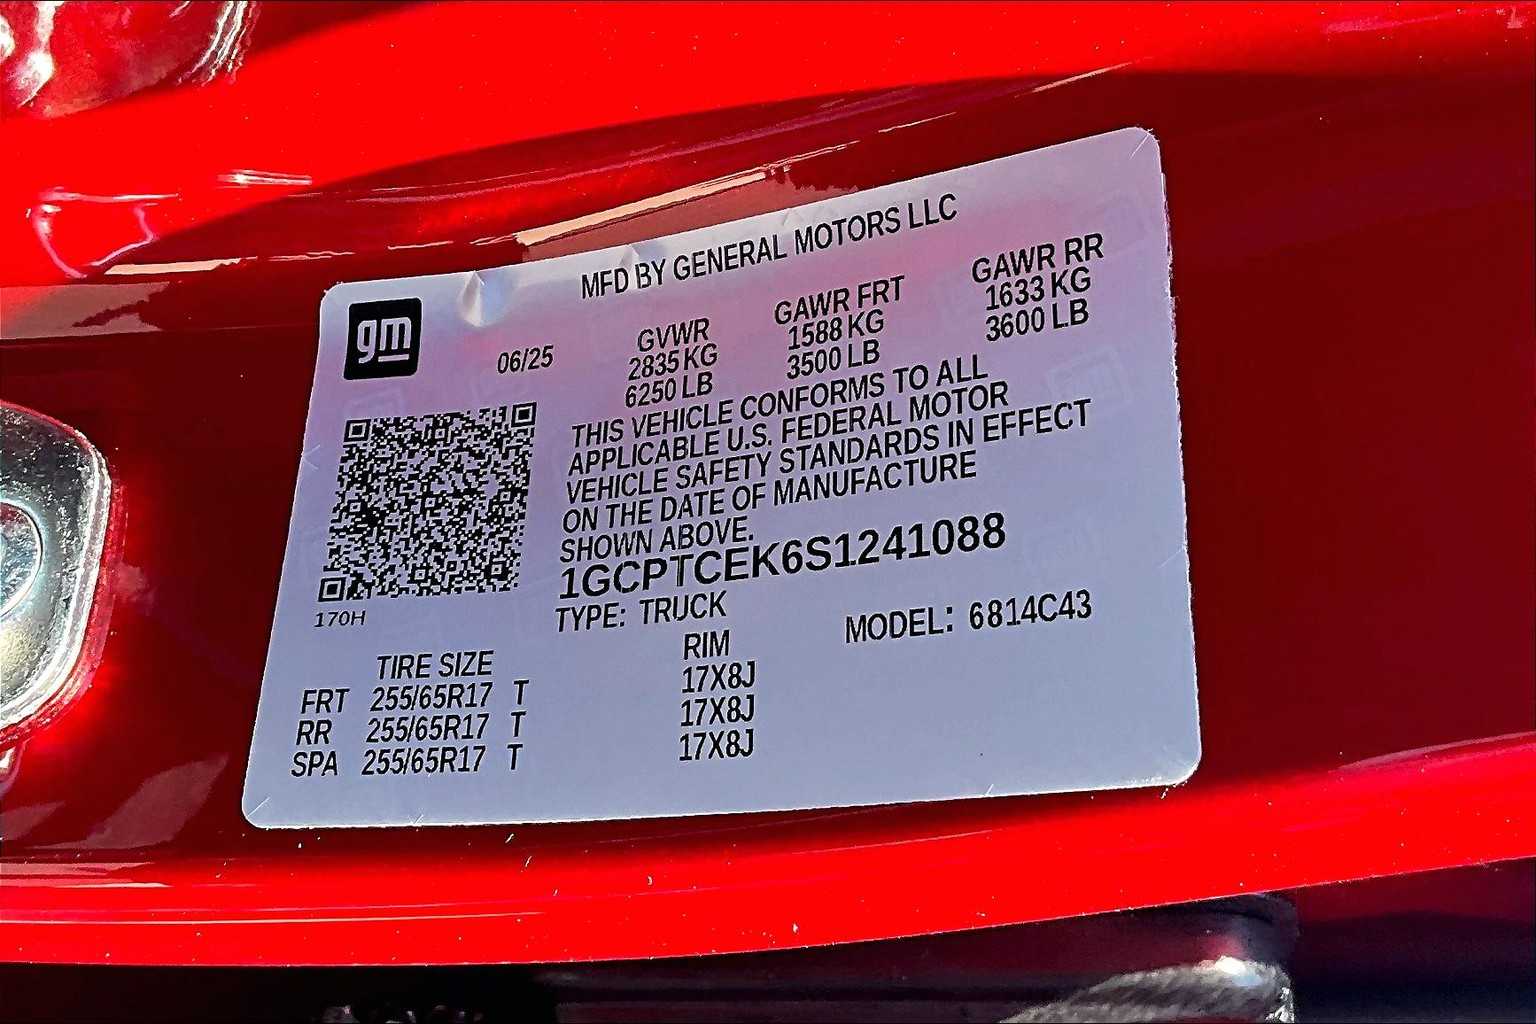 MFD BY GENERAL MOTORS LLC
gm
06/25
GVWR
2835 KG
6250 LB
GAWR FRT
1588 KG
3500 LB
GAWR RR
1633 KG
3600 LB
THIS VEHICLE CONFORMS TO ALL
APPLICABLE U.S. FEDERAL MOTOR
VEHICLE SAFETY STANDARDS IN EFFECT
ON THE DATE OF MANUFACTURE
SHOWN ABOVE.
1GCPTCEK6S1241088
170H
TYPE: TRUCK
MODEL: 6814C43
TIRE SIZE RIM
FRT 255/65R17 T 17X8J
RR 255/65R17 T 17X8J
SPA 255/65R17 T 17X8J